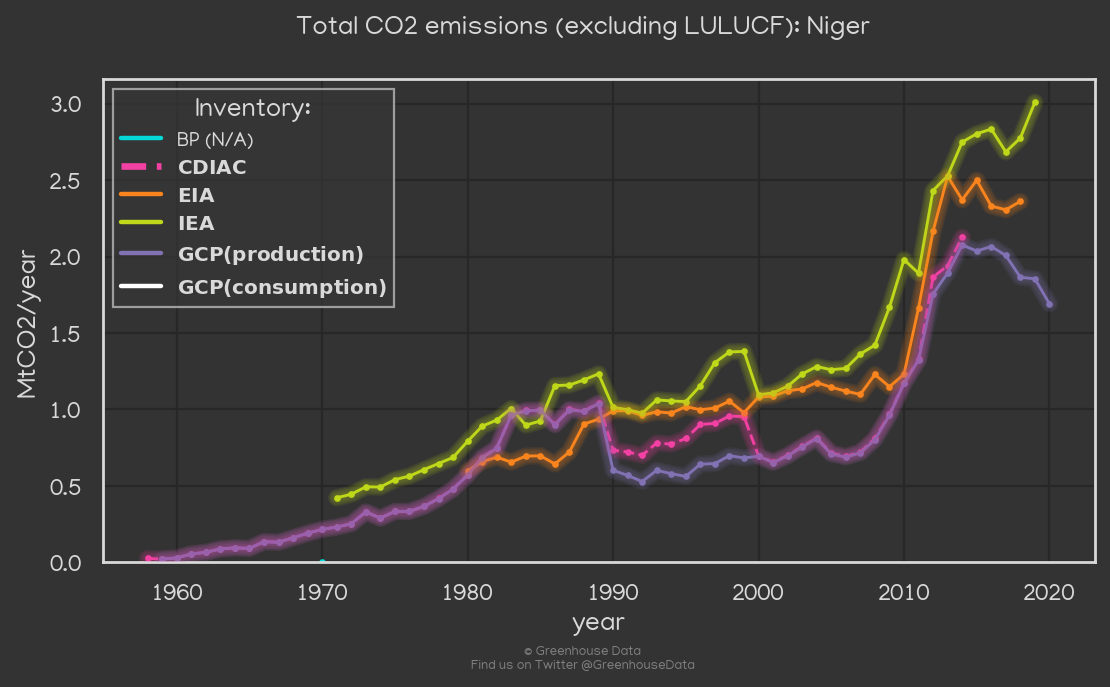 Total CO2 emissions (excluding LULUCF): Niger
3.0
2.5
2.0
1.5
1.0
0.5
0.0
MtCO2/year
Inventory:
BP (N/A)
CDIAC
EIA
IEA
GCP(production)
GCP(consumption)
1960 1970 1980 1990 2000 2010 2020
year
© Greenhouse Data
Find us on Twitter @GreenhouseData